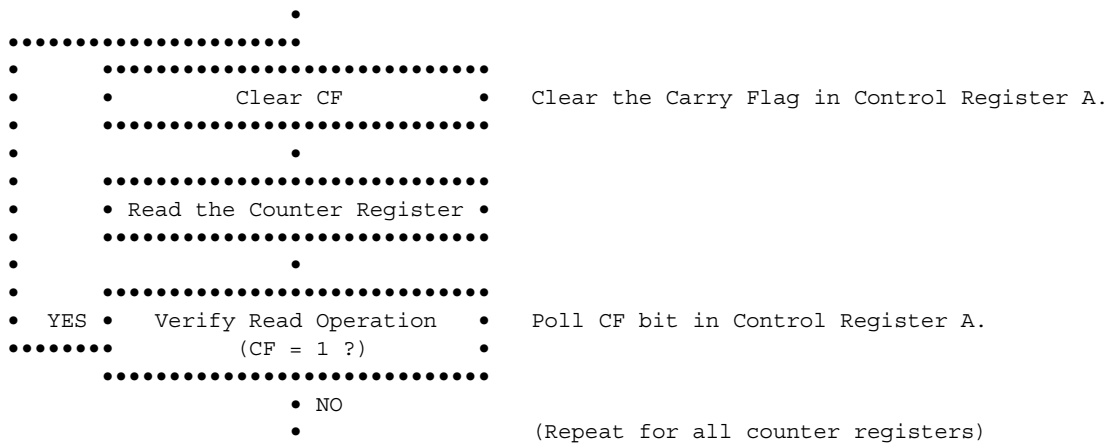 Clear CF Clear the Carry Flag in Control Register A.
Read the Counter Register
YES Verify Read Operation Poll CF bit in Control Register A.
(CF = 1 ?)
NO
(Repeat for all counter registers)